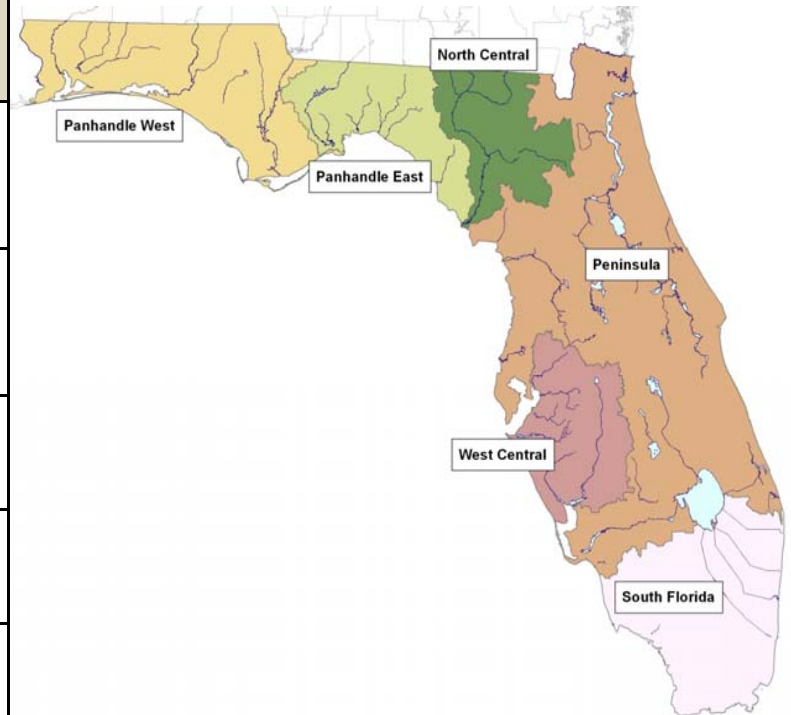 North Central
Panhandle West
Panhandle East
Peninsula
West Central
South Florida